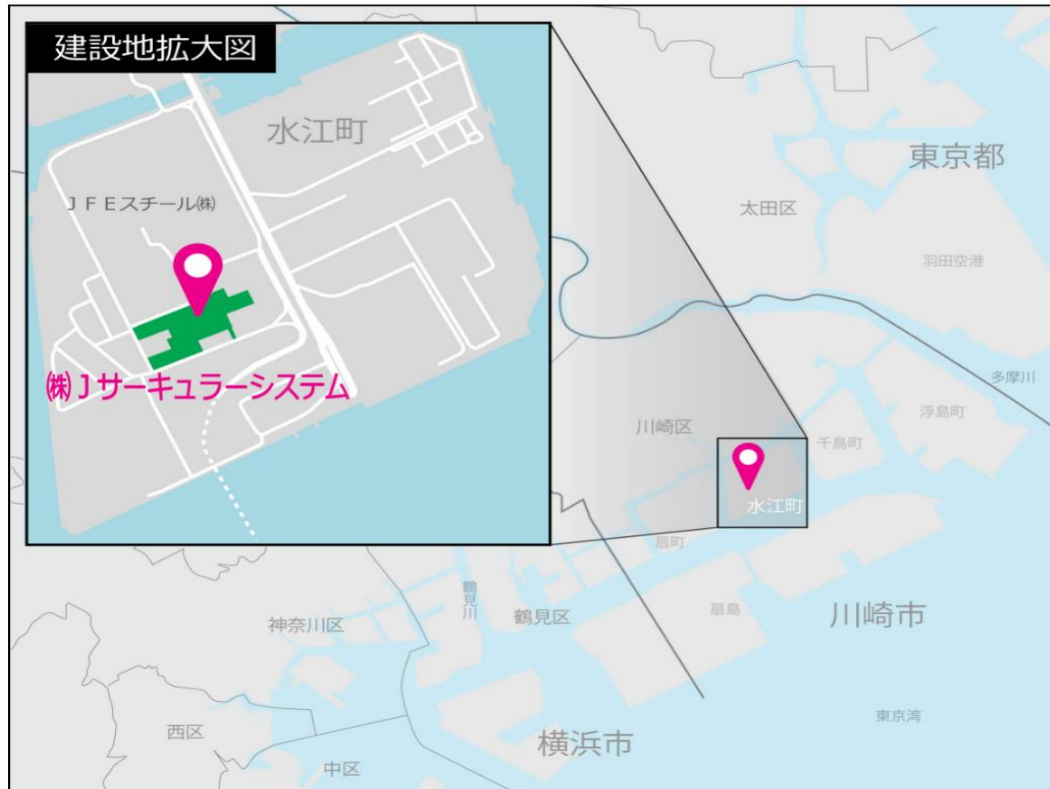 建設地拡大図
水江町
ＪＦＥスチール㈱
㈱Ｊサーキュラーシステム
東京都
太田区
羽田空港
多摩川
浮島町
川崎区
千鳥町
水江町
扇町
鶴見川
鶴見区
扇島
川崎市
神奈川区
東京湾
西区
横浜市
中区